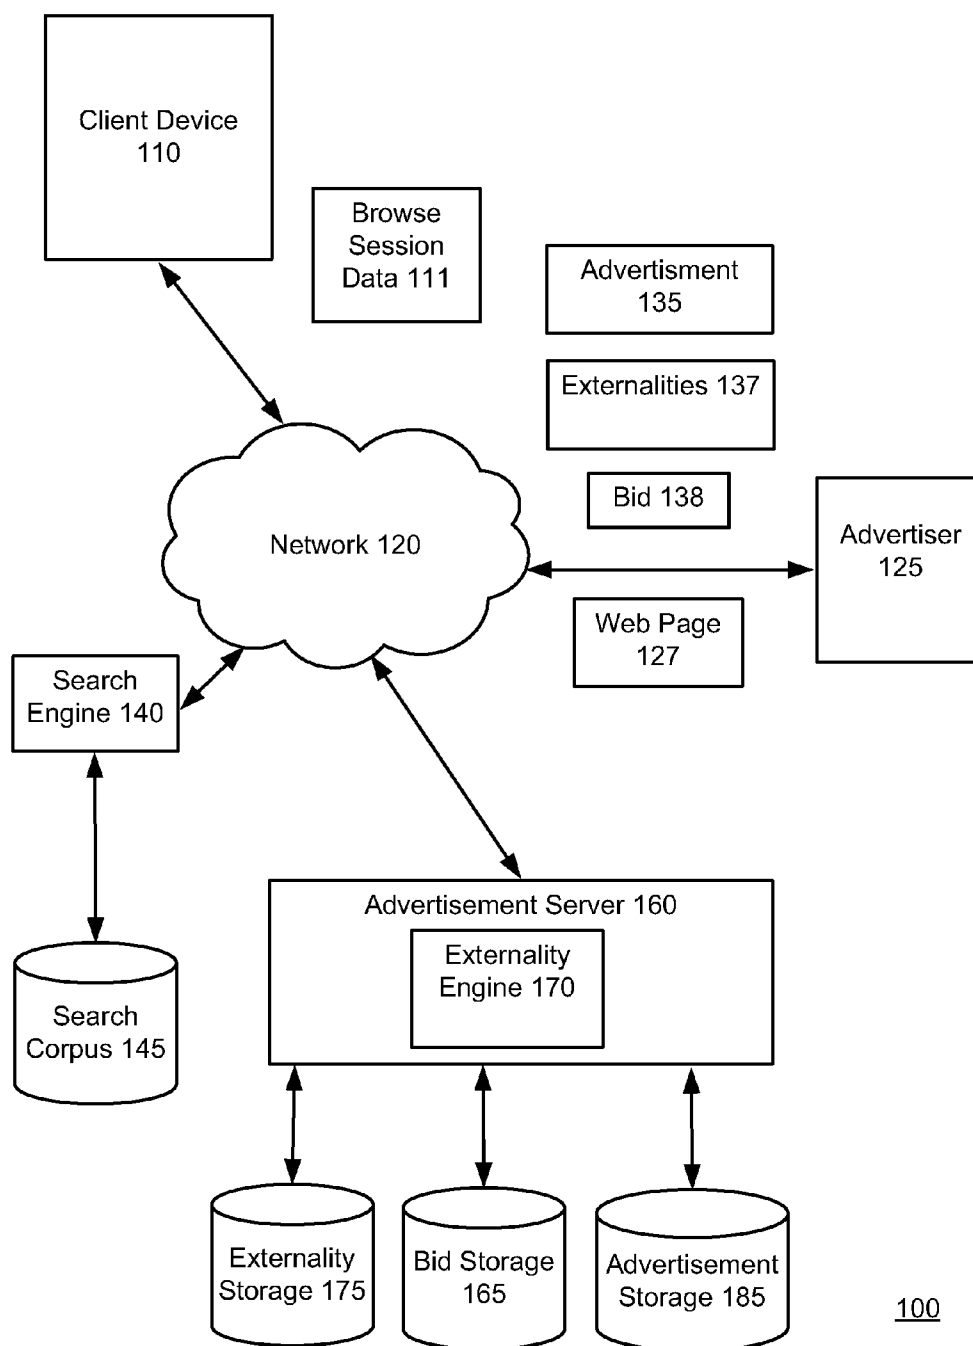 Client Device
110
Browse
Session
Data 111
Advertisment
135
Externalities 137
Bid 138
Advertiser
125
Network 120
Web Page
127
Search
Engine 140
Advertisement Server 160
Externality
Engine 170
Search
Corpus 145
Externality
Storage 175
Bid Storage
165
Advertisement
Storage 185
100